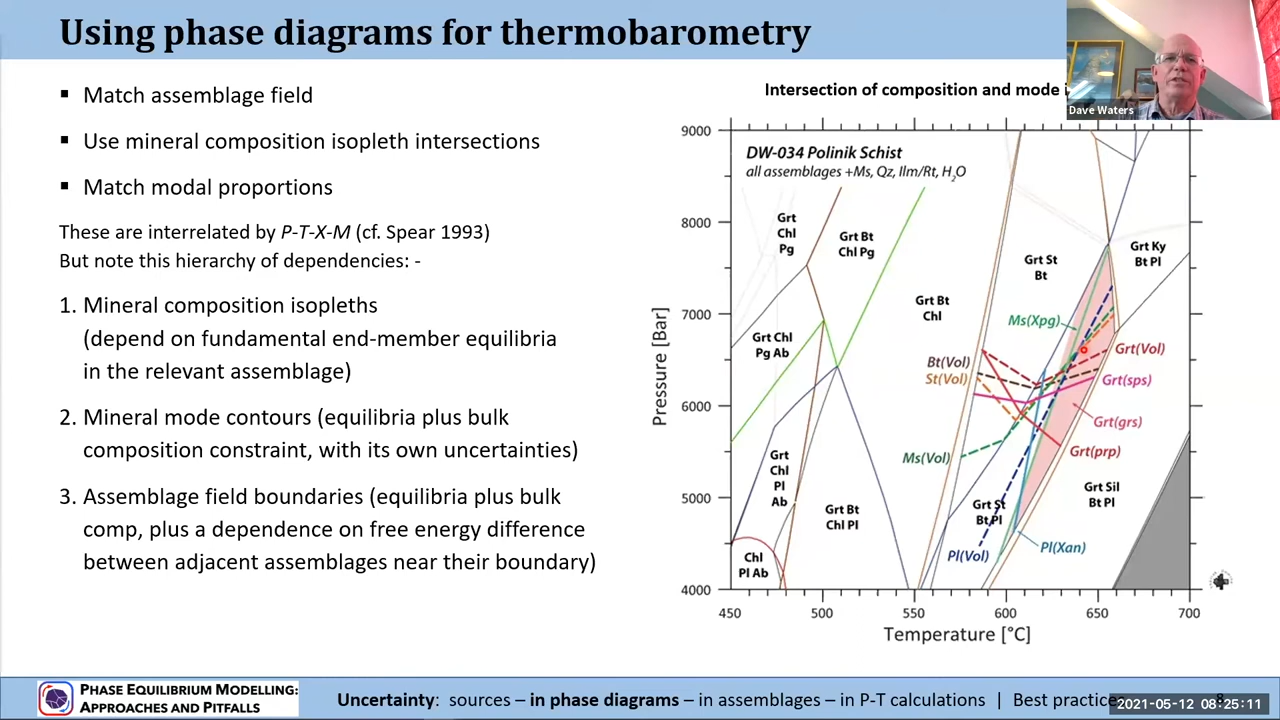 Using phase diagrams for thermobarometry
Dave Waters
▪ Match assemblage field
▪ Use mineral composition isopleth intersections
▪ Match modal proportions
These are interrelated by P-T-X-M (cf. Spear 1993)
But note this hierarchy of dependencies: -
1. Mineral composition isopleths
(depend on fundamental end-member equilibria
in the relevant assemblage)
2. Mineral mode contours (equilibria plus bulk
composition constraint, with its own uncertainties)
3. Assemblage field boundaries (equilibria plus bulk
comp, plus a dependence on free energy difference
between adjacent assemblages near their boundary)
Intersection of composition and mode
DW-034 Polinik Schist
all assemblages +Ms, Qz, Ilm/Rt, H2O
Pressure [Bar]
9000
8000
7000
6000
5000
4000
Grt
Chl
Pg
Grt Bt
Chl Pg
Grt St
Bt
Grt Ky
Bt Pl
Grt Bt
Chl
Ms(Xpg)
Grt Chl
Pg Ab
Grt(Vol)
Bt(Vol)
St(Vol)
Grt(sps)
Grt(grs)
Grt(prp)
Ms(Vol)
Grt
Chl
Pl
Ab
Grt Bt
Chl Pl
Grt St
Bt Pl
Grt Sil
Bt Pl
Pl(Vol)
Pl(Xan)
Chl
Pl Ab
450 500 550 600 650 700
Temperature [°C]
PHASE EQUILIBRIUM MODELLING:
APPROACHES AND PITFALLS
Uncertainty: sources – in phase diagrams – in assemblages – in P-T calculations | Best practice
2021-05-12 08:25:11